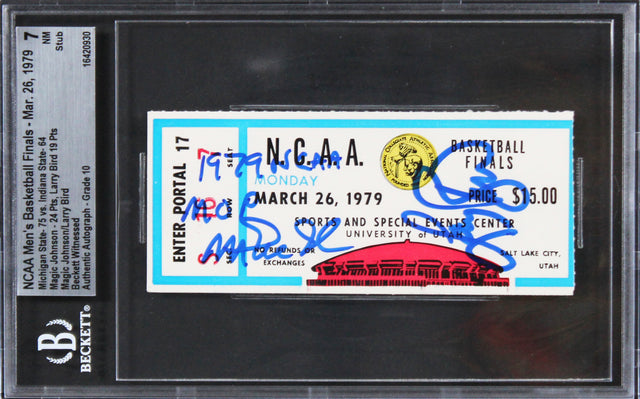 NCAA Men's Basketball Finals - Mar. 26, 1979
Michigan State- 75 vs. Indiana State- 64
Magic Johnson - 24 Pts, Larry Bird 19 Pts
Magic Johnson/Larry Bird
Beckett Witnessed
Authentic Autograph - Grade 10
7
NM
Stub
16420930
B
BECKETT
ENTER PORTAL 17
SEAT
ROW
N.C.A.A.
BASKETBALL
FINALS
1979 NCAA
MONDAY
MARCH 26, 1979
PRICE $15.00
M.O.P.
SPORTS AND SPECIAL EVENTS CENTER
UNIVERSITY OF UTAH
NO REFUNDS OR
EXCHANGES
SALT LAKE CITY,
UTAH